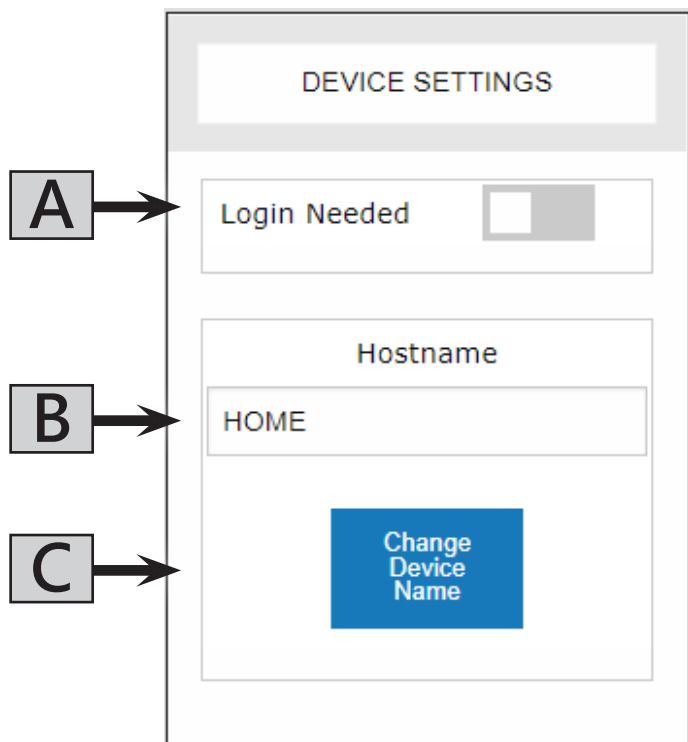 DEVICE SETTINGS
A
Login Needed
Hostname
B
HOME
C
Change
Device
Name